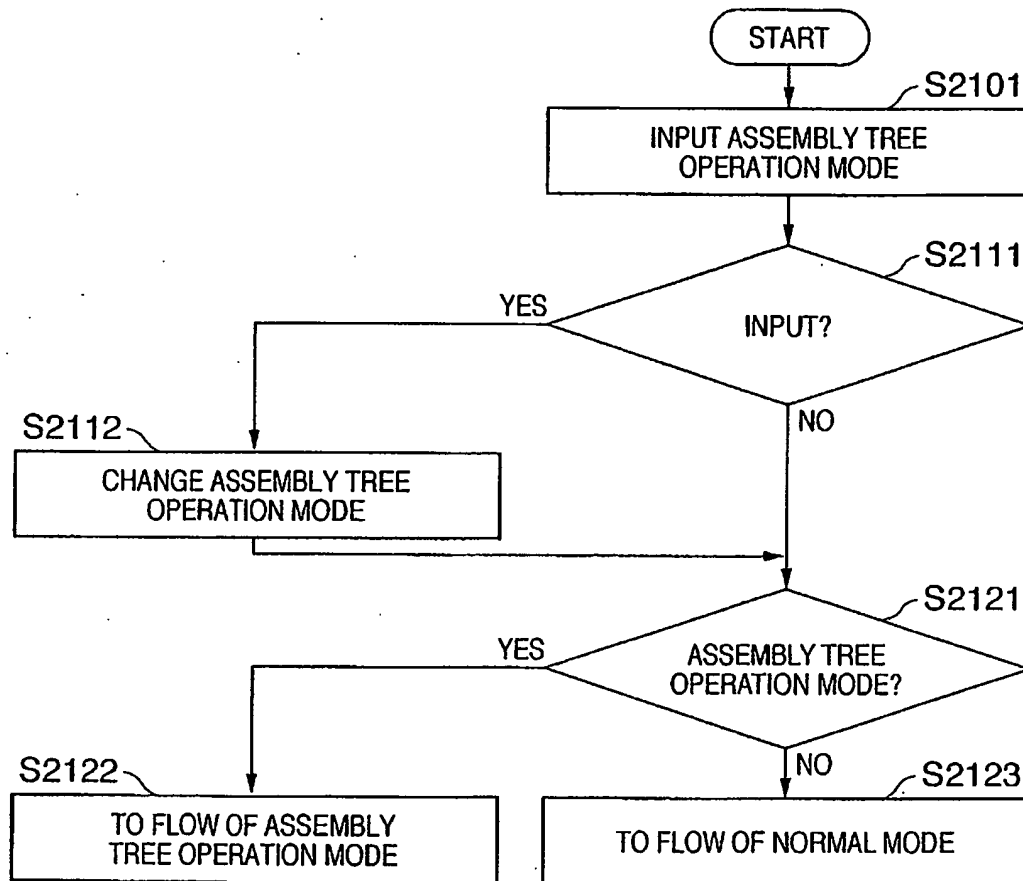 START
S2101
INPUT ASSEMBLY TREE
OPERATION MODE
S2111
YES
INPUT?
NO
S2112
CHANGE ASSEMBLY TREE
OPERATION MODE
S2121
YES
ASSEMBLY TREE
OPERATION MODE?
NO
S2122
S2123
TO FLOW OF ASSEMBLY
TREE OPERATION MODE
TO FLOW OF NORMAL MODE